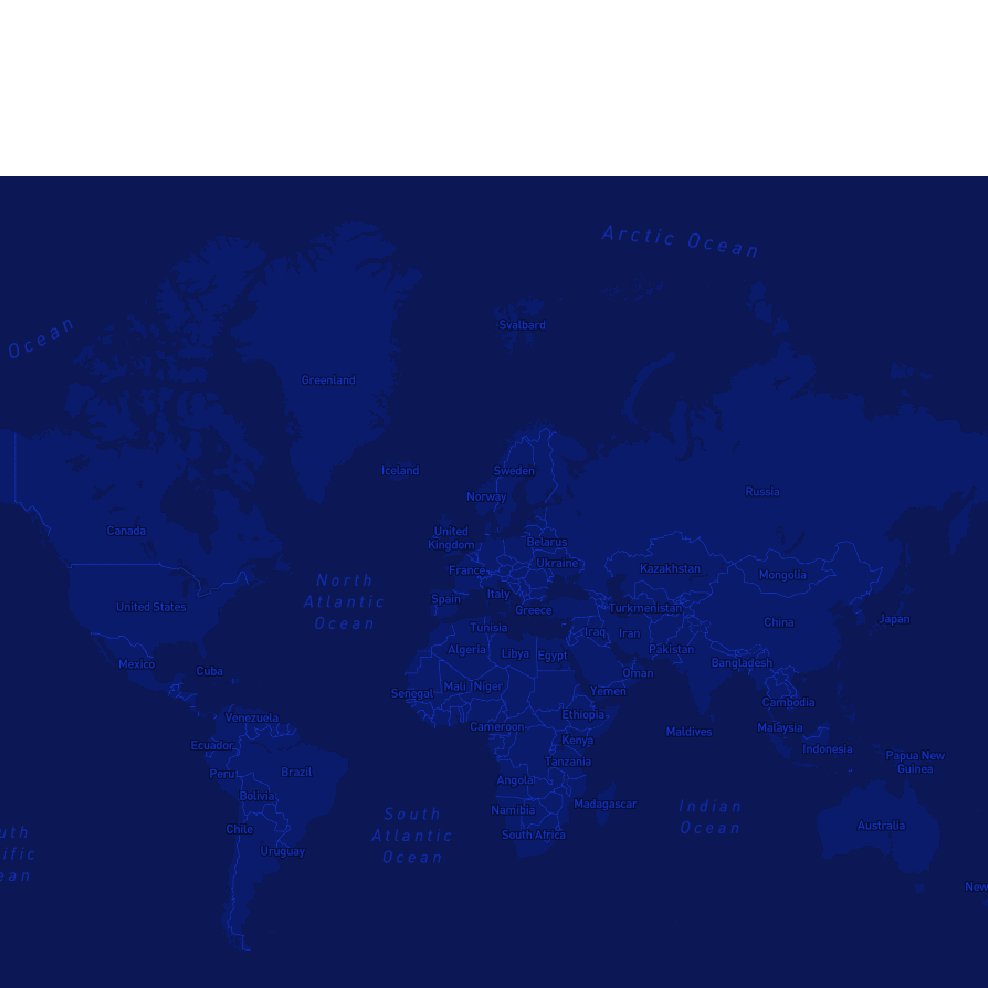 Arctic Ocean
Ocean
Svalbard
Greenland
Iceland
Sweden
Norway
Russia
Canada
United
Kingdom
Belarus
Ukraine
Kazakhstan
Mongolia
France
North
Atlantic
Ocean
Spain
Italy
Greece
Turkmenistan
United States
China
Japan
Tunisia
Iraq
Iran
Algeria
Libya
Egypt
Pakistan
Bangladesh
Mexico
Cuba
Oman
Senegal
Mali
Niger
Yemen
Cambodia
Venezuela
Ethiopia
Cameroon
Maldives
Malaysia
Ecuador
Kenya
Indonesia
Papua New
Guinea
Tanzania
Peru
Brazil
Angola
Bolivia
Namibia
Madagascar
Indian
Ocean
South
Atlantic
Ocean
Chile
South Africa
Australia
uth
ific
ean
Uruguay
New